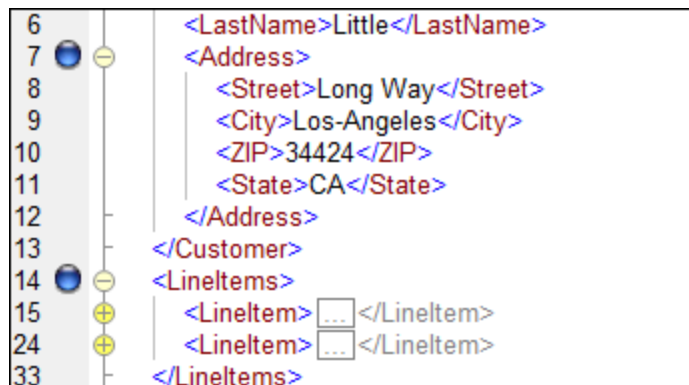 6 <LastName>Little</LastName>
7 <Address>
8 <Street>Long Way</Street>
9 <City>Los-Angeles</City>
10 <ZIP>34424</ZIP>
11 <State>CA</State>
12 </Address>
13 </Customer>
14 <LineItems>
15 <LineItem> ... </LineItem>
24 <LineItem> ... </LineItem>
33 </LineItems>